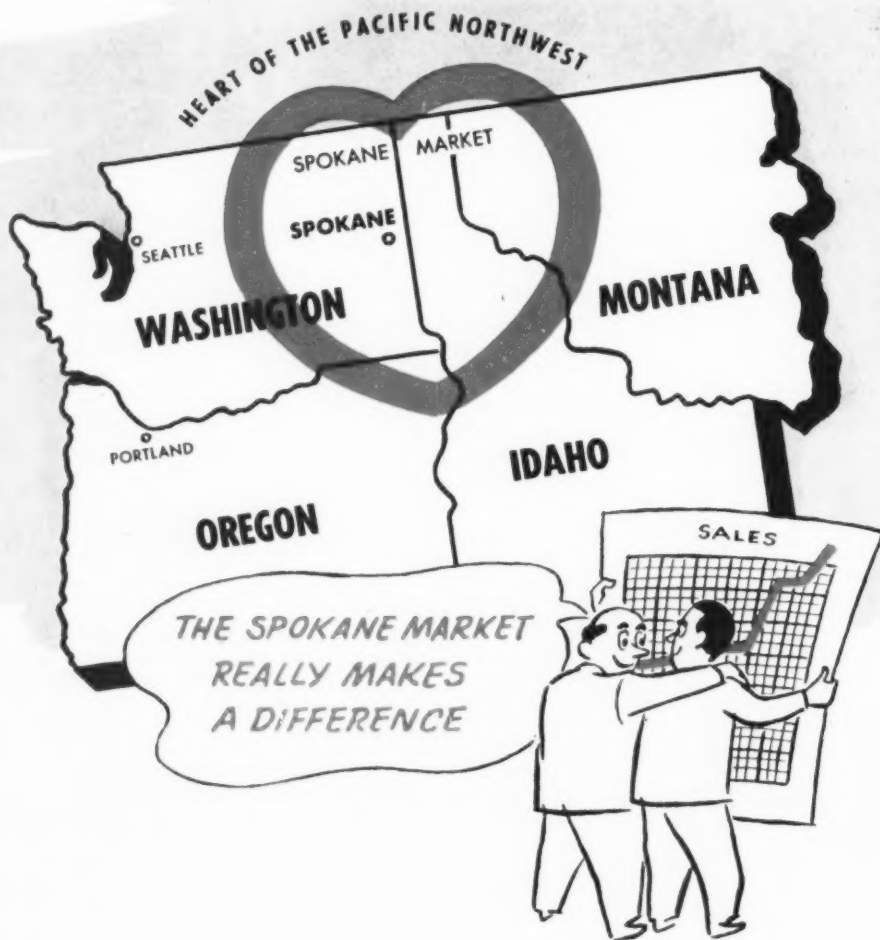 HEART OF THE PACIFIC NORTHWEST
SPOKANE MARKET
SPOKANE
SEATTLE
WASHINGTON
MONTANA
PORTLAND
IDAHO
OREGON
SALES
THE SPOKANE MARKET
REALLY MAKES
A DIFFERENCE